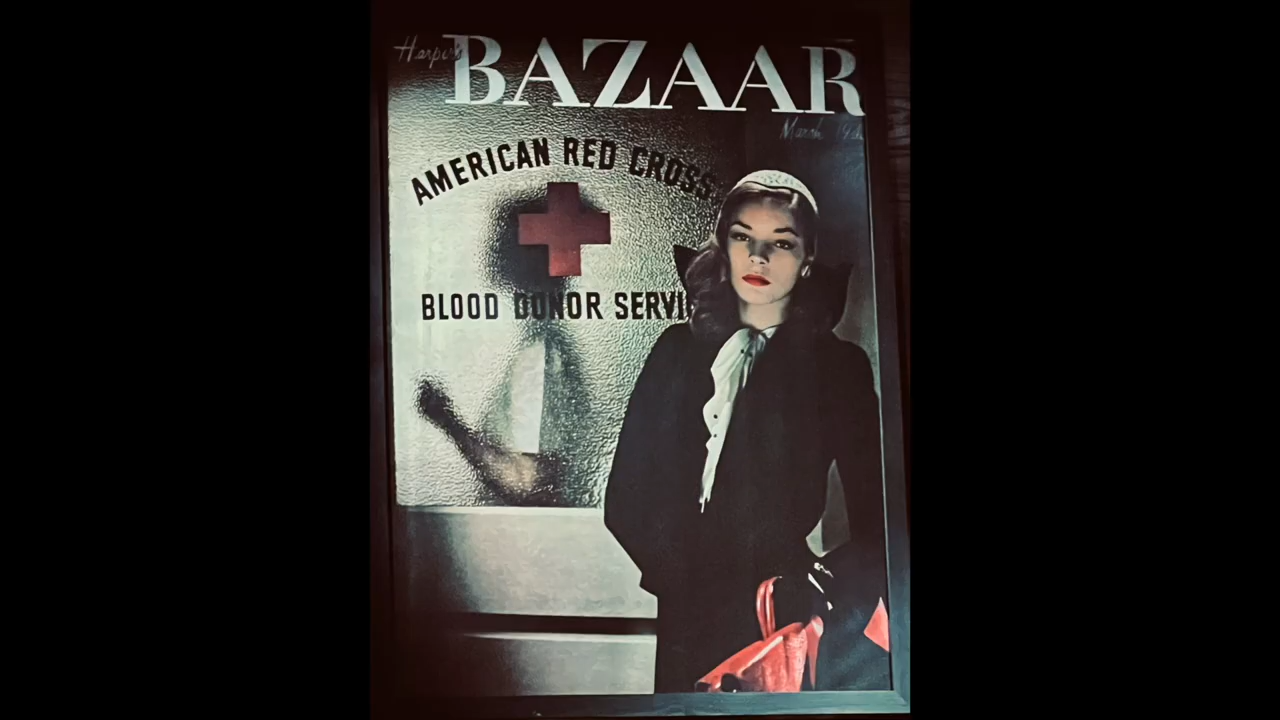 Harper's
BAZAAR
March
AMERICAN RED CROSS
BLOOD DONOR SERVI